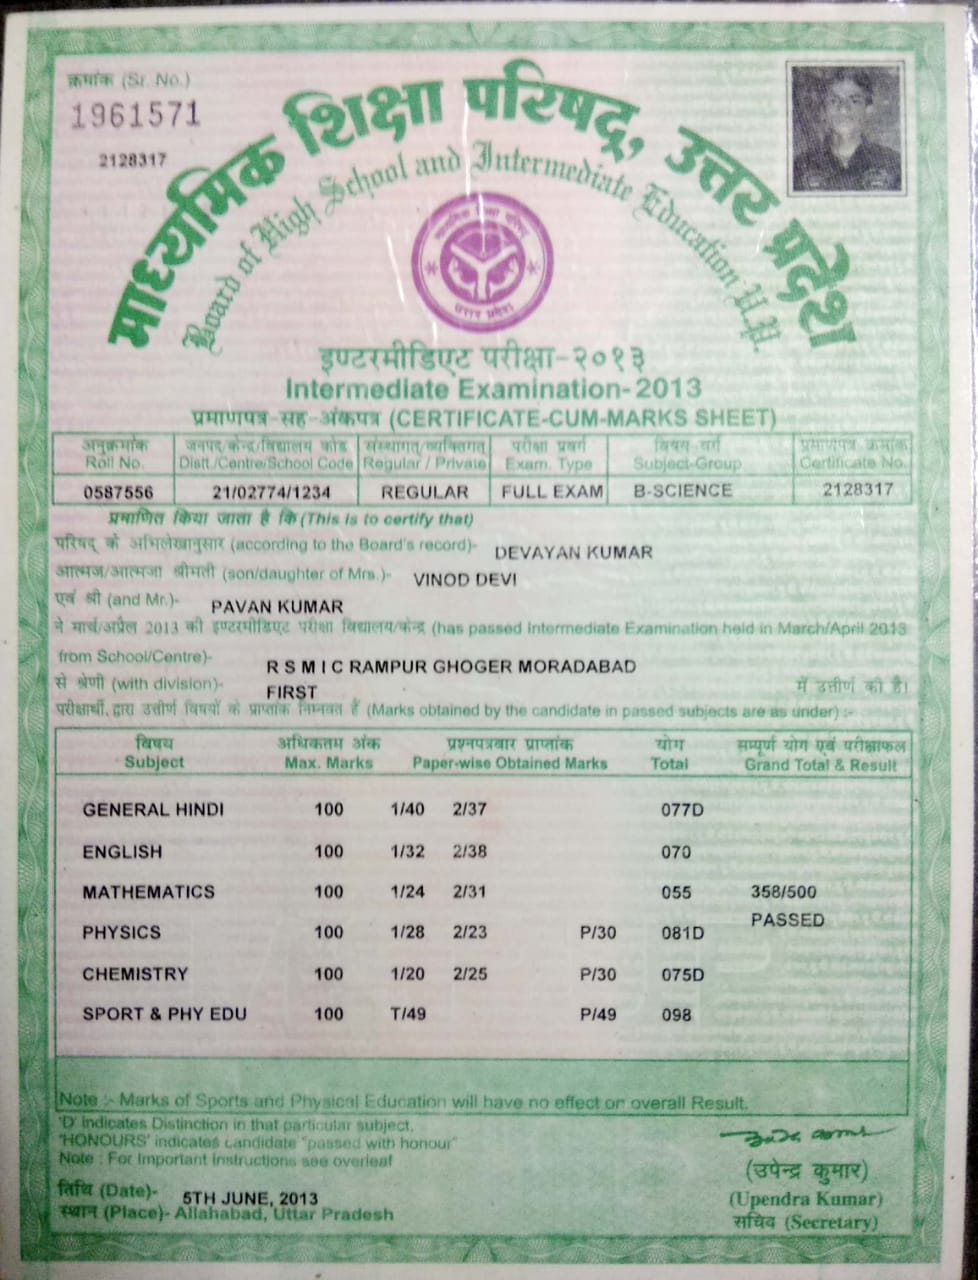 क्रमांक (Sr. No.)
1961571
2128317
माध्यमिक शिक्षा परिषद्, उत्तर प्रदेश
Board of High School and Intermediate Education U.P.
माध्यमिक शिक्षा परिषद्
उत्तर प्रदेश
इण्टरमीडिएट परीक्षा-२०१३
Intermediate Examination-2013
प्रमाणपत्र-सह-अंकपत्र (CERTIFICATE-CUM-MARKS SHEET)
अनुक्रमांक जनपद/केन्द्र/विद्यालय कोड संस्थागत/व्यक्तिगत परीक्षा प्रवर्ग विषय-वर्ग प्रमाणपत्र क्रमांक
Roll No. Distt./Centre/School Code Regular / Private Exam. Type Subject-Group Certificate No.
0587556 21/02774/1234 REGULAR FULL EXAM B-SCIENCE 2128317
प्रमाणित किया जाता है कि (This is to certify that)
परिषद् के अभिलेखानुसार (according to the Board's record)- DEVAYAN KUMAR
आत्मज/आत्मजा श्रीमती (son/daughter of Mrs.)- VINOD DEVI
एवं श्री (and Mr.)- PAVAN KUMAR
ने मार्च/अप्रैल 2013 की इण्टरमीडिएट परीक्षा विद्यालय/केन्द्र (has passed Intermediate Examination held in March/April 2013
from School/Centre)- R S M I C RAMPUR GHOGER MORADABAD
से श्रेणी (with division)- FIRST में उत्तीर्ण की है।
परीक्षार्थी द्वारा उत्तीर्ण विषयों के प्राप्तांक निम्नवत हैं (Marks obtained by the candidate in passed subjects are as under) :-
विषय अधिकतम अंक प्रश्नपत्रवार प्राप्तांक योग सम्पूर्ण योग एवं परीक्षाफल
Subject Max. Marks Paper-wise Obtained Marks Total Grand Total & Result
GENERAL HINDI 100 1/40 2/37 077D
ENGLISH 100 1/32 2/38 070
MATHEMATICS 100 1/24 2/31 055 358/500
PASSED
PHYSICS 100 1/28 2/23 P/30 081D
CHEMISTRY 100 1/20 2/25 P/30 075D
SPORT & PHY EDU 100 T/49 P/49 098
Note :- Marks of Sports and Physical Education will have no effect on overall Result.
'D' indicates Distinction in that particular subject.
'HONOURS' indicates candidate "passed with honour"
Note : For Important Instructions see overleaf
(उपेन्द्र कुमार)
तिथि (Date)- 5TH JUNE, 2013 (Upendra Kumar)
स्थान (Place)- Allahabad, Uttar Pradesh सचिव (Secretary)